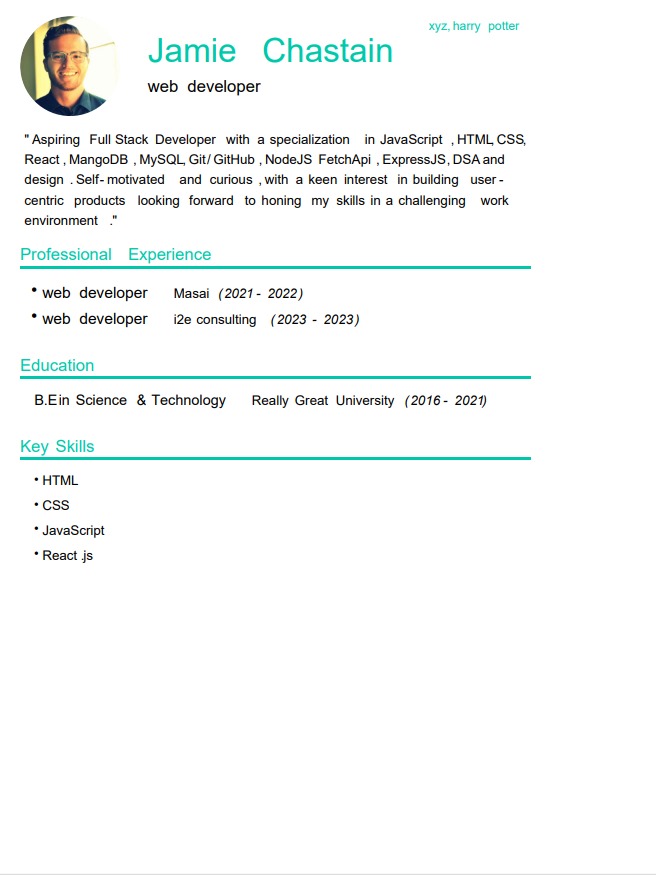 xyz, harry potter
Jamie Chastain
web developer
" Aspiring Full Stack Developer with a specialization in JavaScript , HTML, CSS,
React , MangoDB , MySQL, Git/ GitHub , NodeJS FetchApi , ExpressJS, DSA and
design . Self- motivated and curious , with a keen interest in building user -
centric products looking forward to honing my skills in a challenging work
environment ."
Professional Experience
• web developer Masai (2021 - 2022)
• web developer i2e consulting (2023 - 2023)
Education
B.E in Science & Technology Really Great University (2016 - 2021)
Key Skills
• HTML
• CSS
• JavaScript
• React .js